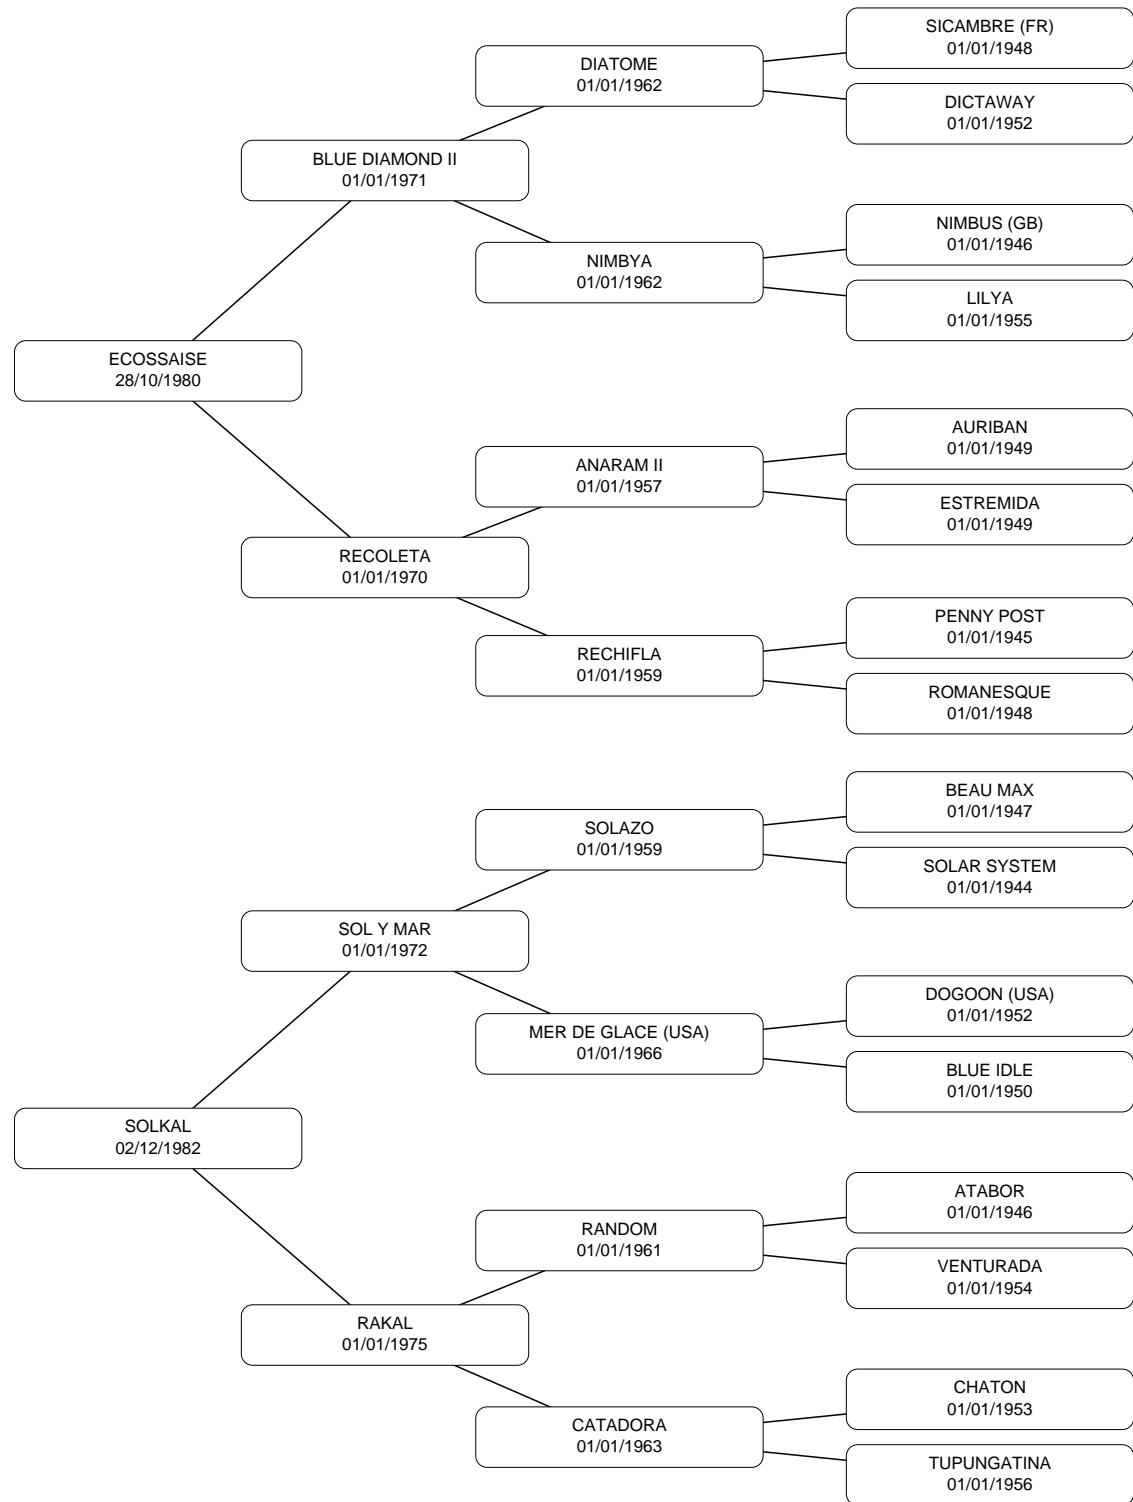 SICAMBRE (FR)
01/01/1948
DIATOME
01/01/1962
DICTAWAY
01/01/1952
BLUE DIAMOND II
01/01/1971
NIMBUS (GB)
01/01/1946
NIMBYA
01/01/1962
LILYA
01/01/1955
ECOSSAISE
28/10/1980
AURIBAN
01/01/1949
ANARAM II
01/01/1957
ESTREMIDA
01/01/1949
RECOLETA
01/01/1970
PENNY POST
01/01/1945
RECHIFLA
01/01/1959
ROMANESQUE
01/01/1948
BEAU MAX
01/01/1947
SOLAZO
01/01/1959
SOLAR SYSTEM
01/01/1944
SOL Y MAR
01/01/1972
DOGOON (USA)
01/01/1952
MER DE GLACE (USA)
01/01/1966
BLUE IDLE
01/01/1950
SOLKAL
02/12/1982
ATABOR
01/01/1946
RANDOM
01/01/1961
VENTURADA
01/01/1954
RAKAL
01/01/1975
CHATON
01/01/1953
CATADORA
01/01/1963
TUPUNGATINA
01/01/1956